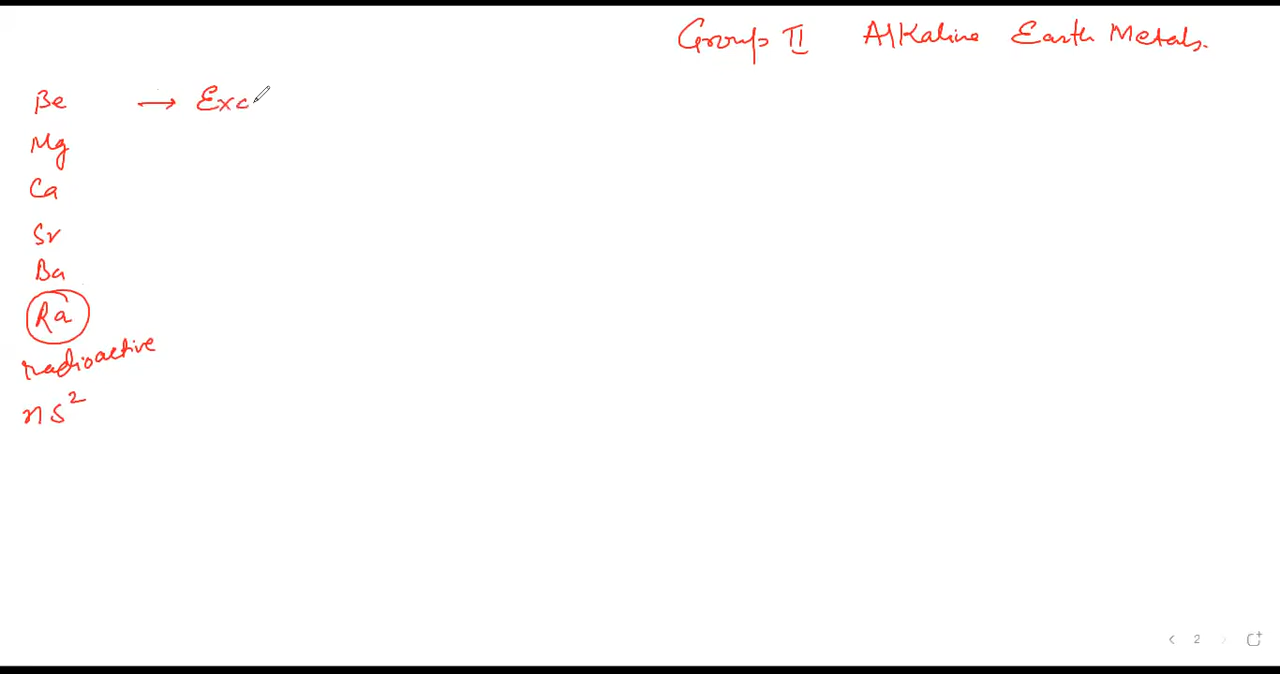 Group II Alkaline Earth Metals.
Be → Exc
Mg
Ca
Sr
Ba
Ra
radioactive
ns²
< 2 >